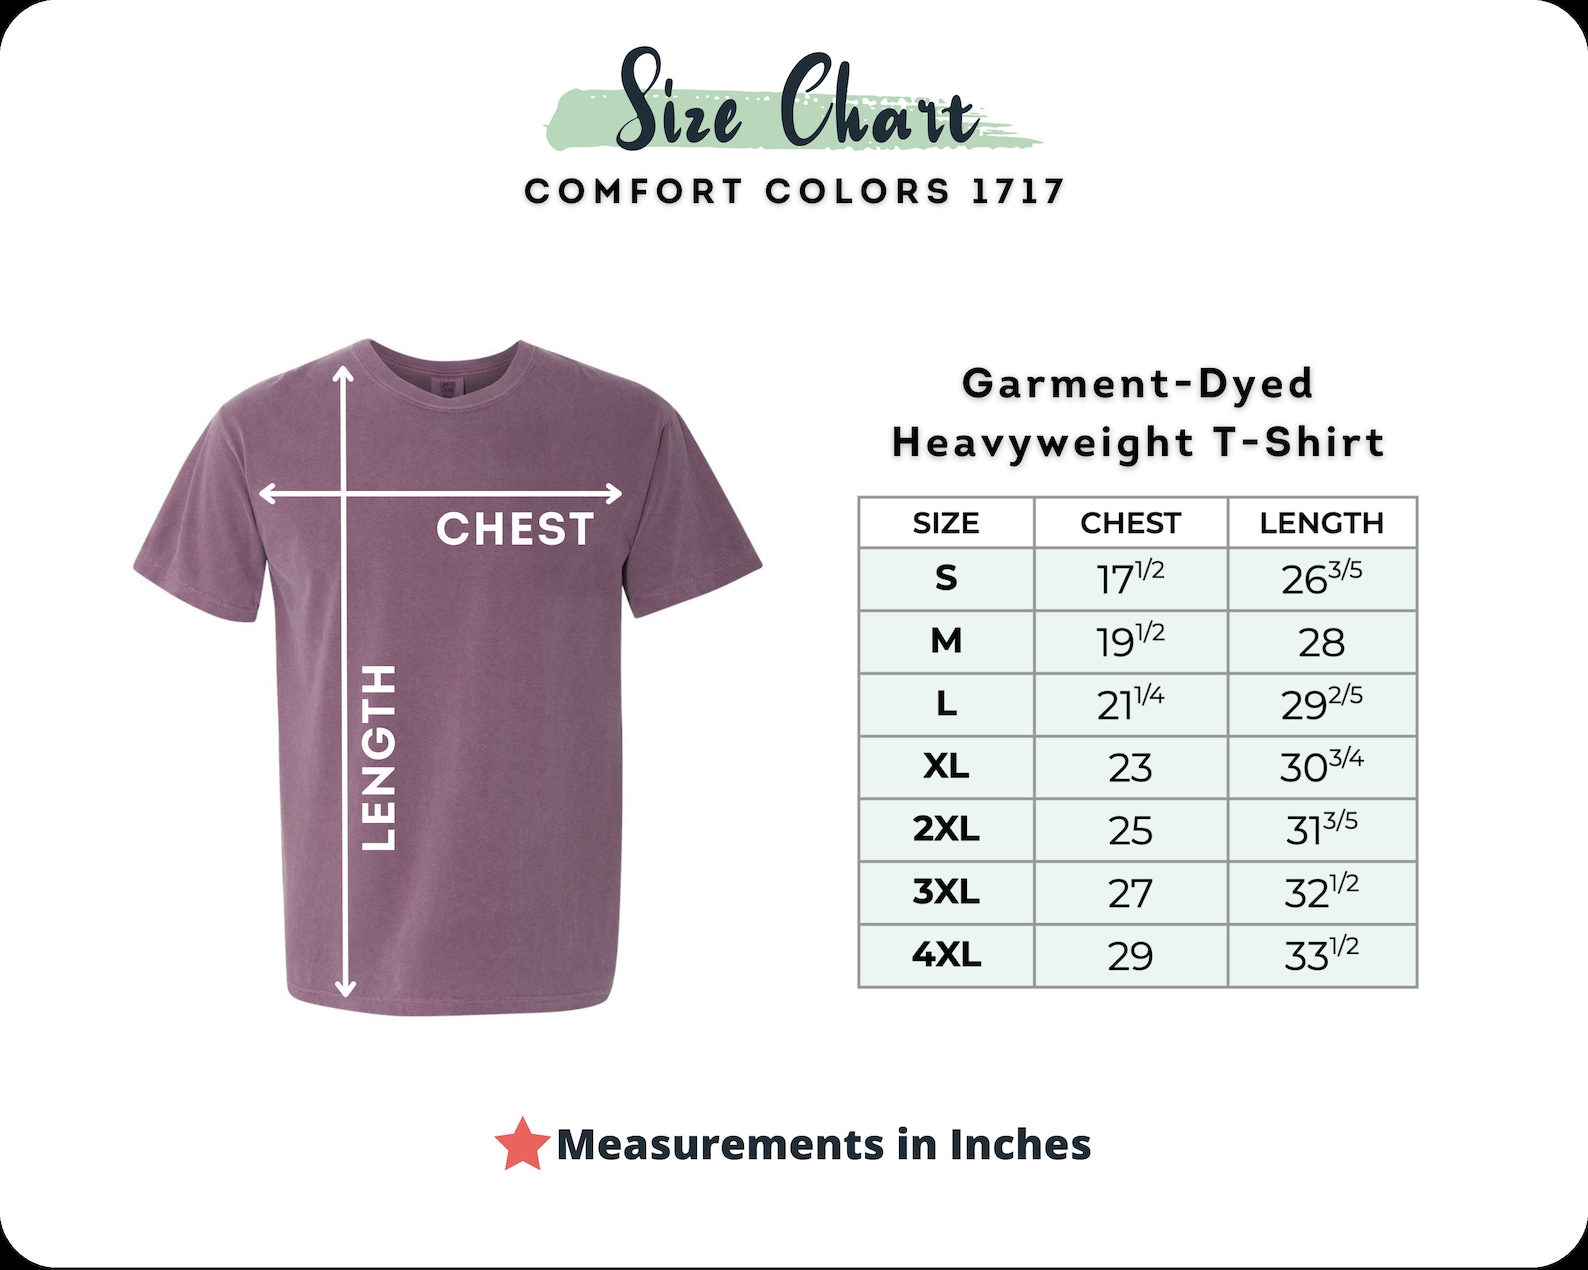 Size Chart
COMFORT COLORS 1717
CHEST
LENGTH
Garment-Dyed
Heavyweight T-Shirt
SIZE CHEST LENGTH
S 17 1/2 26 3/5
M 19 1/2 28
L 21 1/4 29 2/5
XL 23 30 3/4
2XL 25 31 3/5
3XL 27 32 1/2
4XL 29 33 1/2
Measurements in Inches